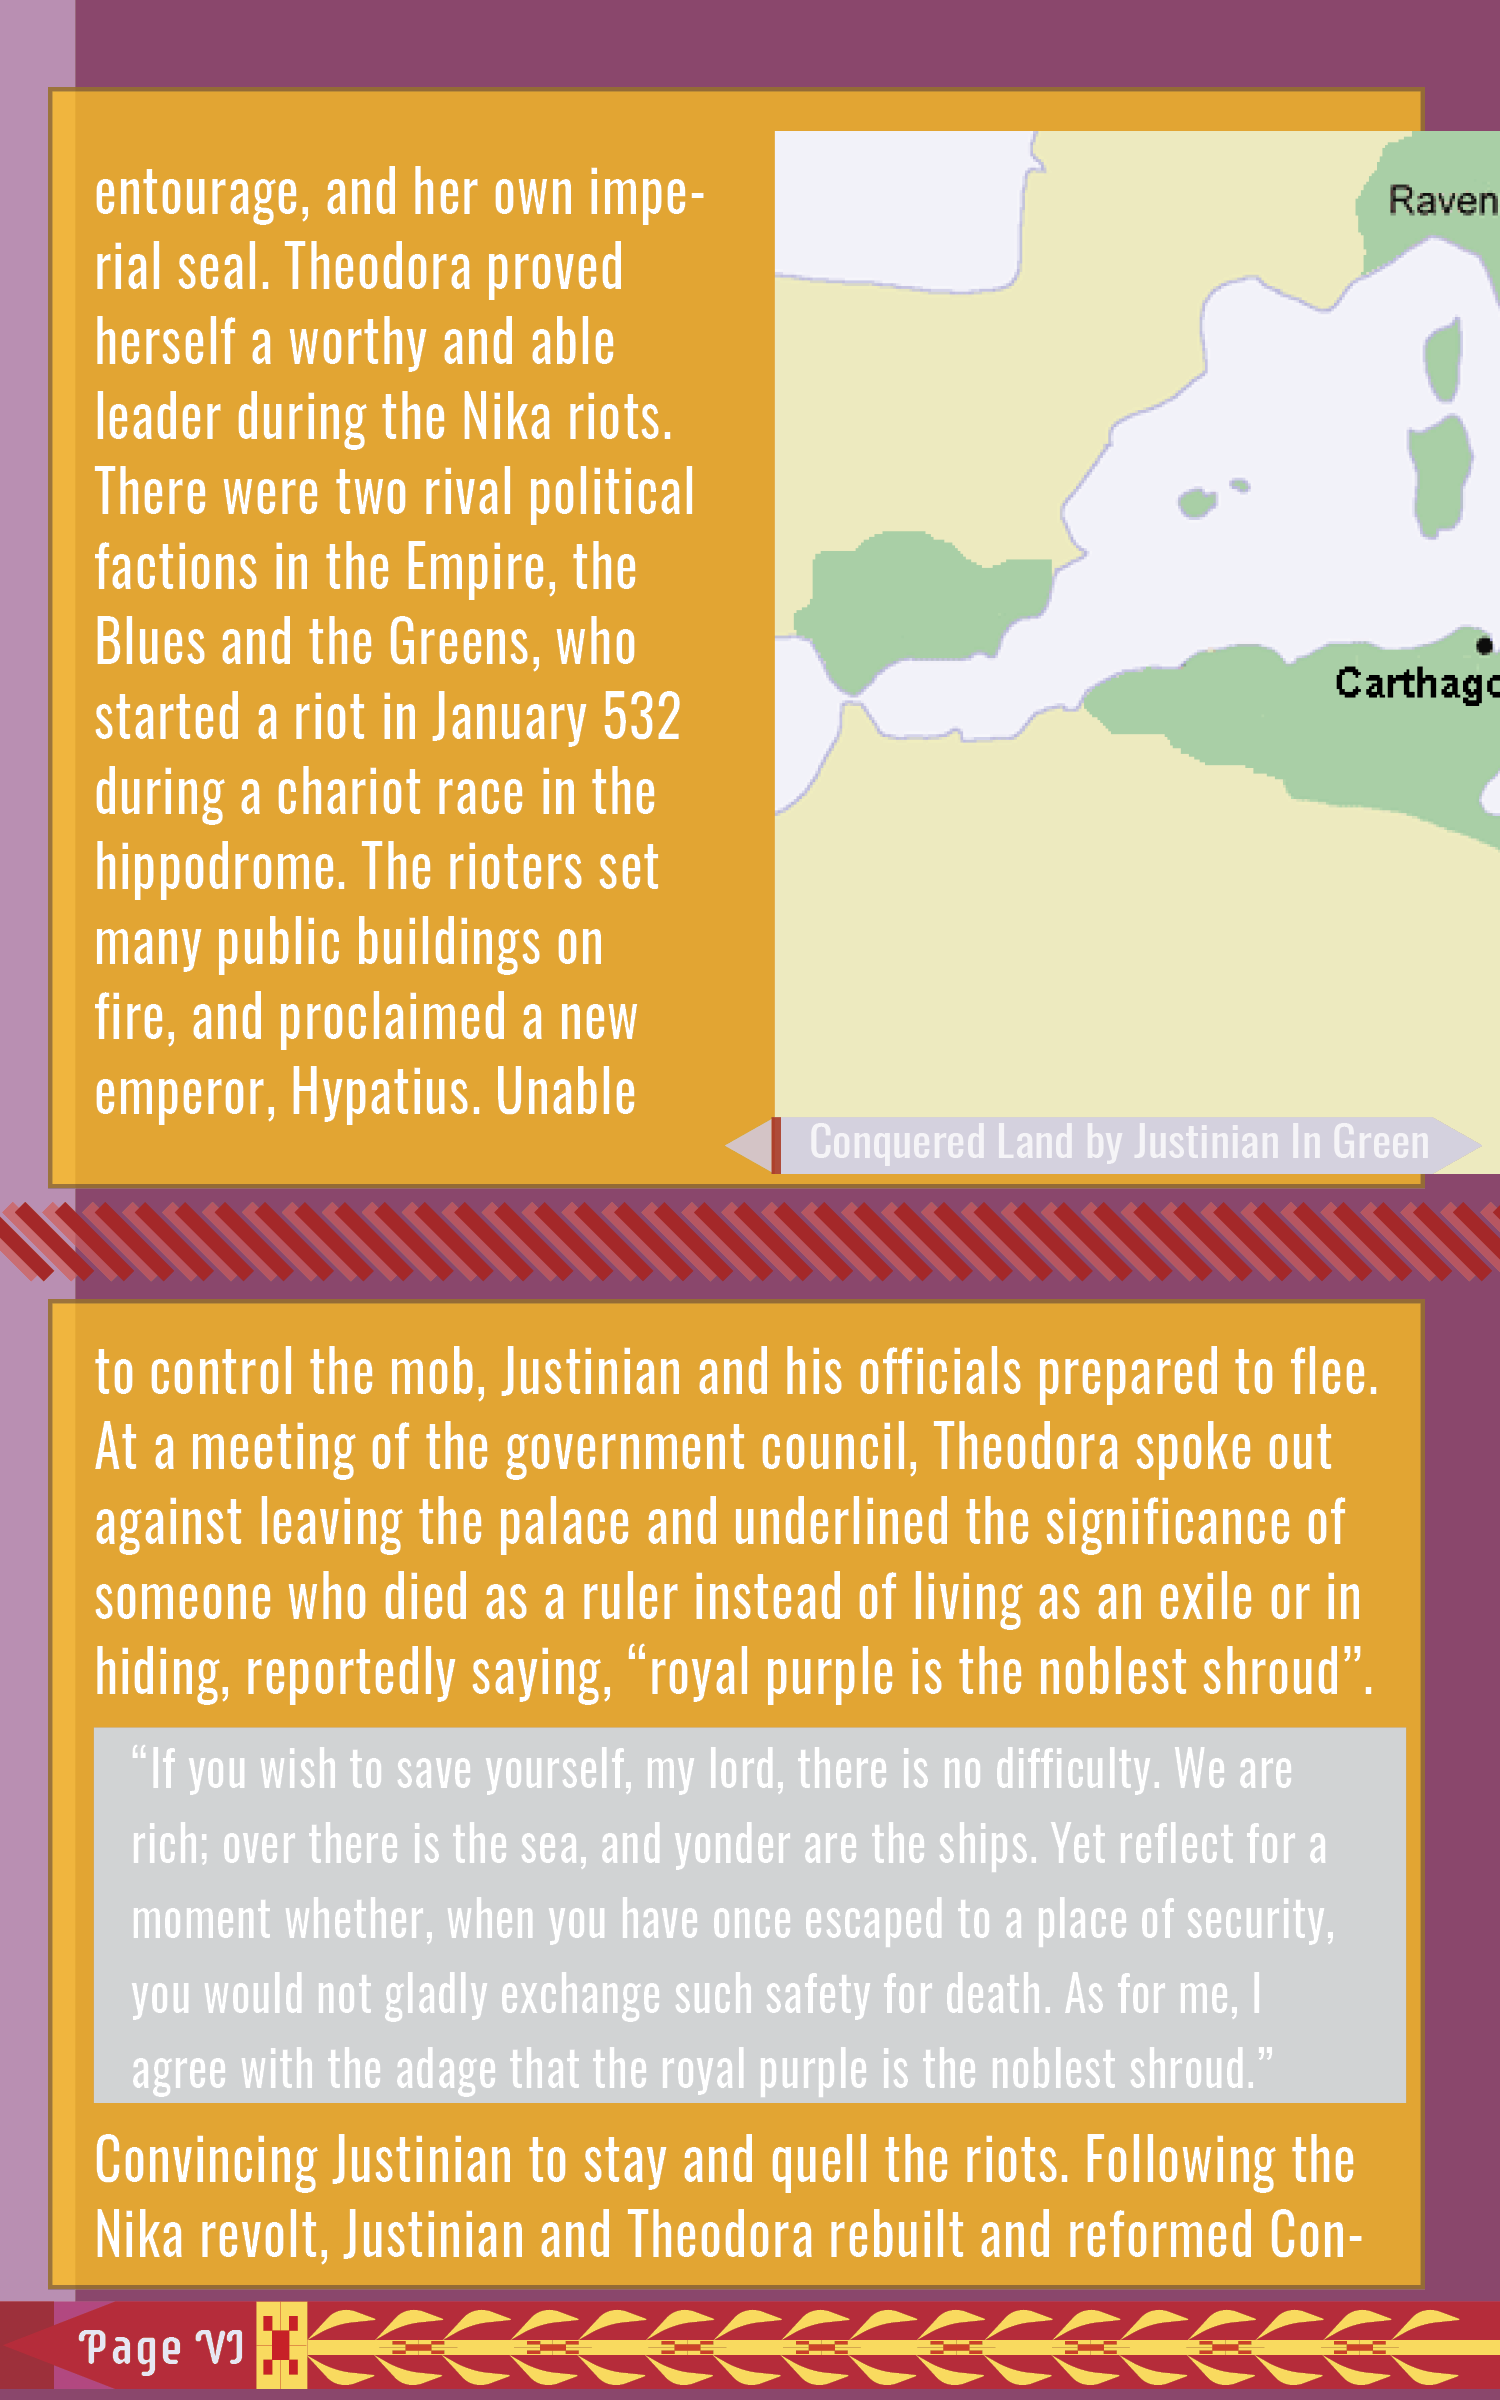 entourage, and her own impe-
rial seal. Theodora proved
herself a worthy and able
leader during the Nika riots.
There were two rival political
factions in the Empire, the
Blues and the Greens, who
started a riot in January 532
during a chariot race in the
hippodrome. The rioters set
many public buildings on
fire, and proclaimed a new
emperor, Hypatius. Unable
Raven
Carthago
Conquered Land by Justinian In Green
to control the mob, Justinian and his officials prepared to flee.
At a meeting of the government council, Theodora spoke out
against leaving the palace and underlined the significance of
someone who died as a ruler instead of living as an exile or in
hiding, reportedly saying, “royal purple is the noblest shroud”.
“If you wish to save yourself, my lord, there is no difficulty. We are
rich; over there is the sea, and yonder are the ships. Yet reflect for a
moment whether, when you have once escaped to a place of security,
you would not gladly exchange such safety for death. As for me, I
agree with the adage that the royal purple is the noblest shroud.”
Convincing Justinian to stay and quell the riots. Following the
Nika revolt, Justinian and Theodora rebuilt and reformed Con-
Page VI